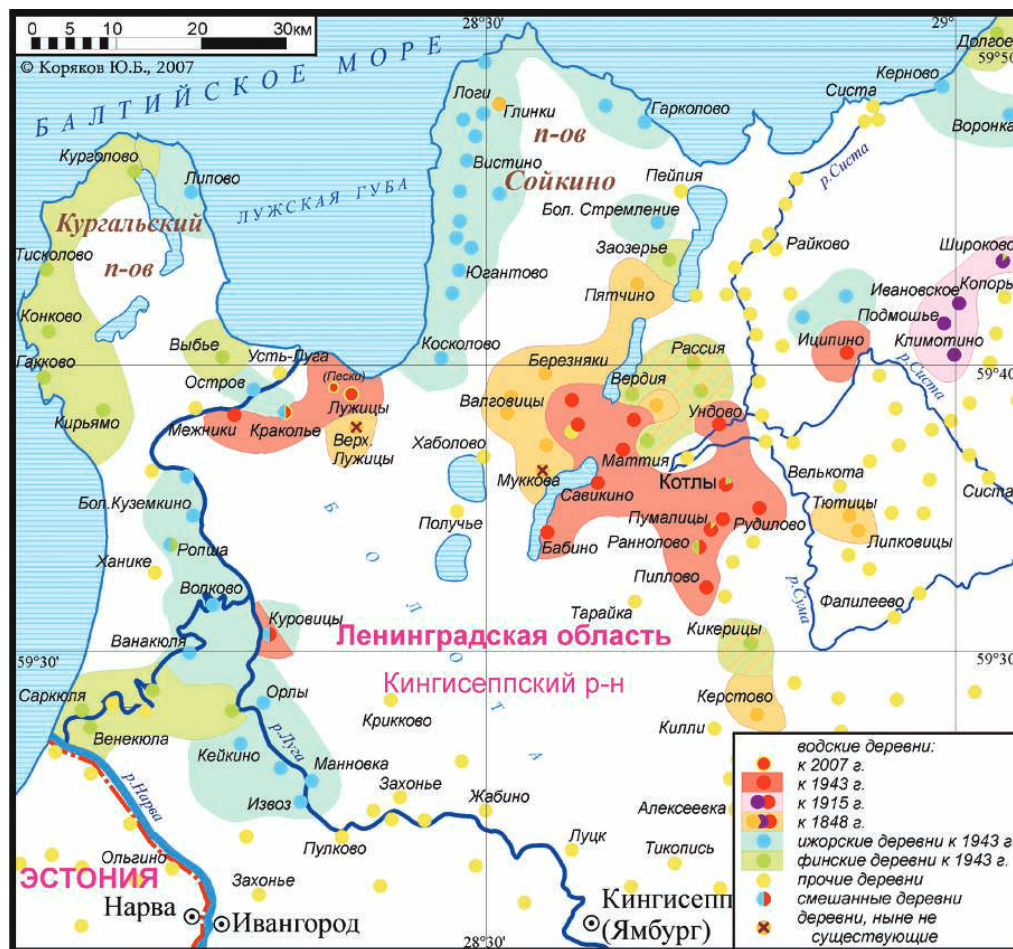 0 5 10 20 30км
© Коряков Ю.Б., 2007
28°30'
29°
59°50'
БАЛТИЙСКОЕ МОРЕ
Долгое
Керново
Систа
Воронка
Логи
Глинки
Гарколово
п-ов
Сойкино
Вистино
р.Систа
Курголово
Липово
ЛУЖСКАЯ ГУБА
Пейпия
Бол. Стремление
Кургальский
п-ов
Заозерье
Райково
Широково
Тисколово
Югантово
Пятчино
Ивановское
Копорье
Подмошье
Конково
Климотино
Выбье
Усть-Луга
Косколово
Березняки
Рассия
Иципино
р.Систа
59°40'
Гакково
Остров
(Пески)
Вердия
Лужицы
Валговицы
Ундово
Кирьямо
Межники
Краколье
Верх.
Лужицы
Хаболово
Маттия
Муккова
Велькота
Савикино
Котлы
Систа
Тютицы
Бол.Куземкино
Получье
Пумалицы
Рудилово
Ропша
Бабино
Раннолово
Липковицы
Ханике
Пиллово
Волково
р.Сума
Фалилеево
Тарайка
Куровицы
БОЛОТА
Ванакюля
Ленинградская область
Кикерицы
59°30'
59°30'
Кингисеппский р-н
Саркюля
Орлы
Керстово
Крикково
Килли
Венекюла
р.Луга
Кейкино
р.Нарва
Манновка
Захонье
Извоз
Жабино
Алексеевка
Пулково
Луцк
Тикопись
Ольгино
ЭСТОНИЯ
Захонье
Нарва
Ивангород
Кингисепп
(Ямбург)
28°30'
водские деревни:
к 2007 г.
к 1943 г.
к 1915 г.
к 1848 г.
ижорские деревни к 1943 г.
финские деревни к 1943 г.
прочие деревни
смешанные деревни
деревни, ныне не
существующие